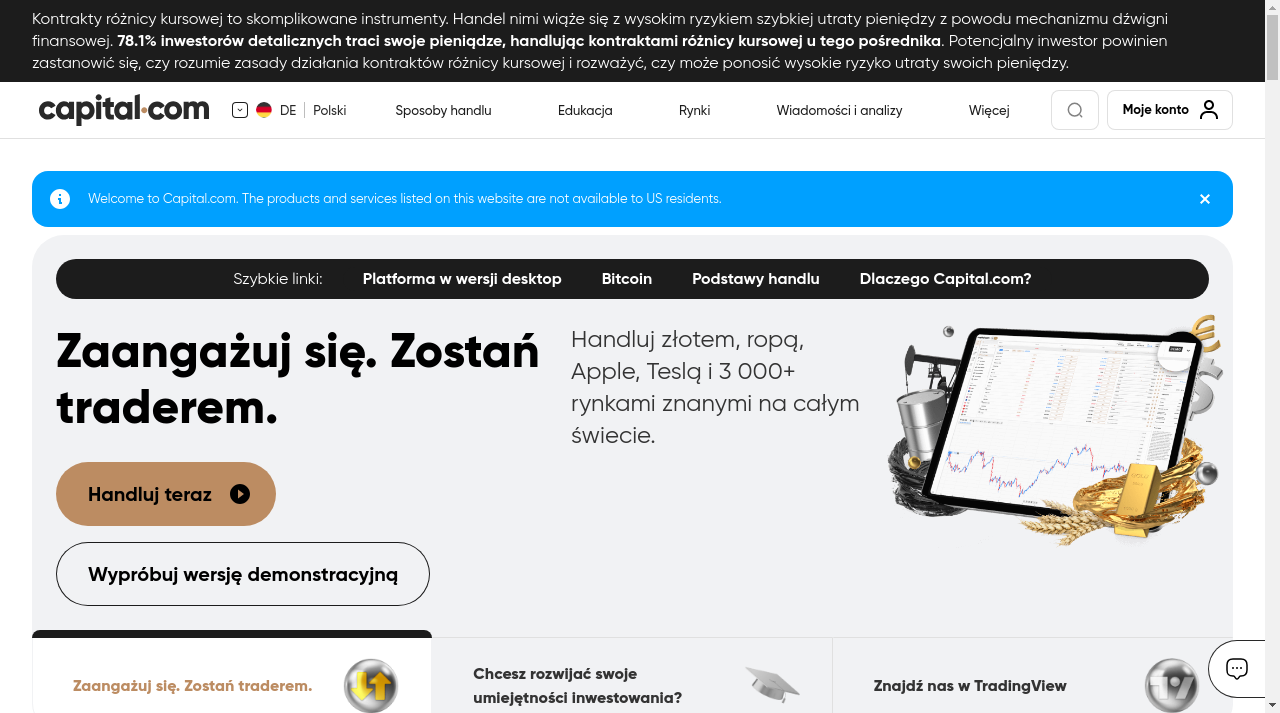 Kontrakty różnicy kursowej to skomplikowane instrumenty. Handel nimi wiąże się z wysokim ryzykiem szybkiej utraty pieniędzy z powodu mechanizmu dźwigni
finansowej. 78.1% inwestorów detalicznych traci swoje pieniądze, handlując kontraktami różnicy kursowej u tego pośrednika. Potencjalny inwestor powinien
zastanowić się, czy rozumie zasady działania kontraktów różnicy kursowej i rozważyć, czy może ponosić wysokie ryzyko utraty swoich pieniędzy.
capital.com DE Polski Sposoby handlu Edukacja Rynki Wiadomości i analizy Więcej Moje konto
Welcome to Capital.com. The products and services listed on this website are not available to US residents.
Szybkie linki: Platforma w wersji desktop Bitcoin Podstawy handlu Dlaczego Capital.com?
Zaangażuj się. Zostań
traderem.
Handluj złotem, ropą,
Apple, Teslą i 3 000+
rynkami znanymi na całym
świecie.
Handluj teraz
Wypróbuj wersję demonstracyjną
Zaangażuj się. Zostań traderem.
Chcesz rozwijać swoje
umiejętności inwestowania?
Znajdź nas w TradingView